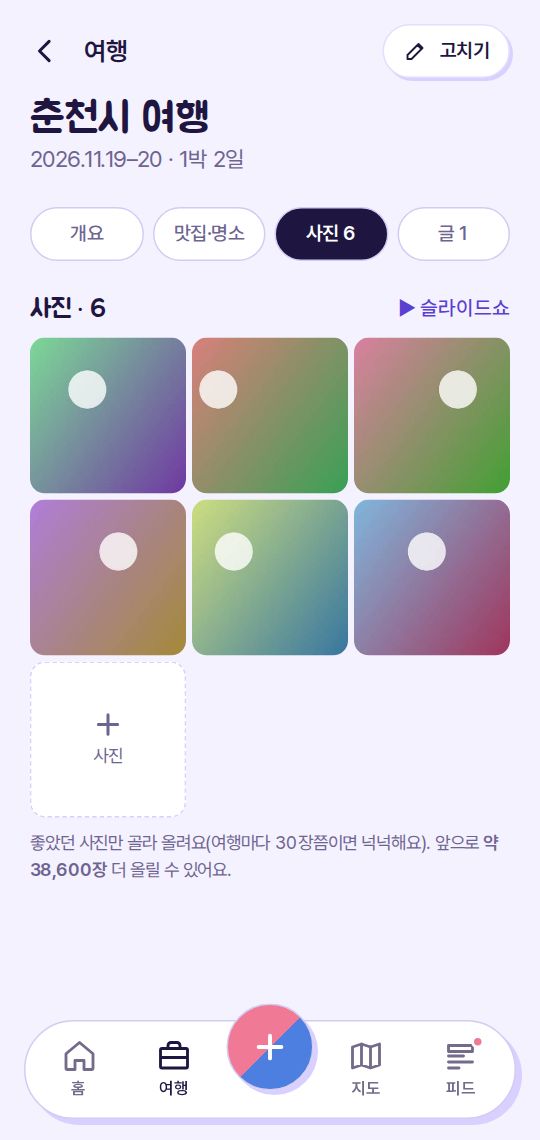 여행
고치기
춘천시 여행
2026.11.19–20 · 1박 2일
개요
맛집·명소
사진 6
글 1
사진 · 6
▶ 슬라이드쇼
사진
좋았던 사진만 골라 올려요(여행마다 30장쯤이면 넉넉해요). 앞으로 약
38,600장 더 올릴 수 있어요.
홈
여행
지도
피드